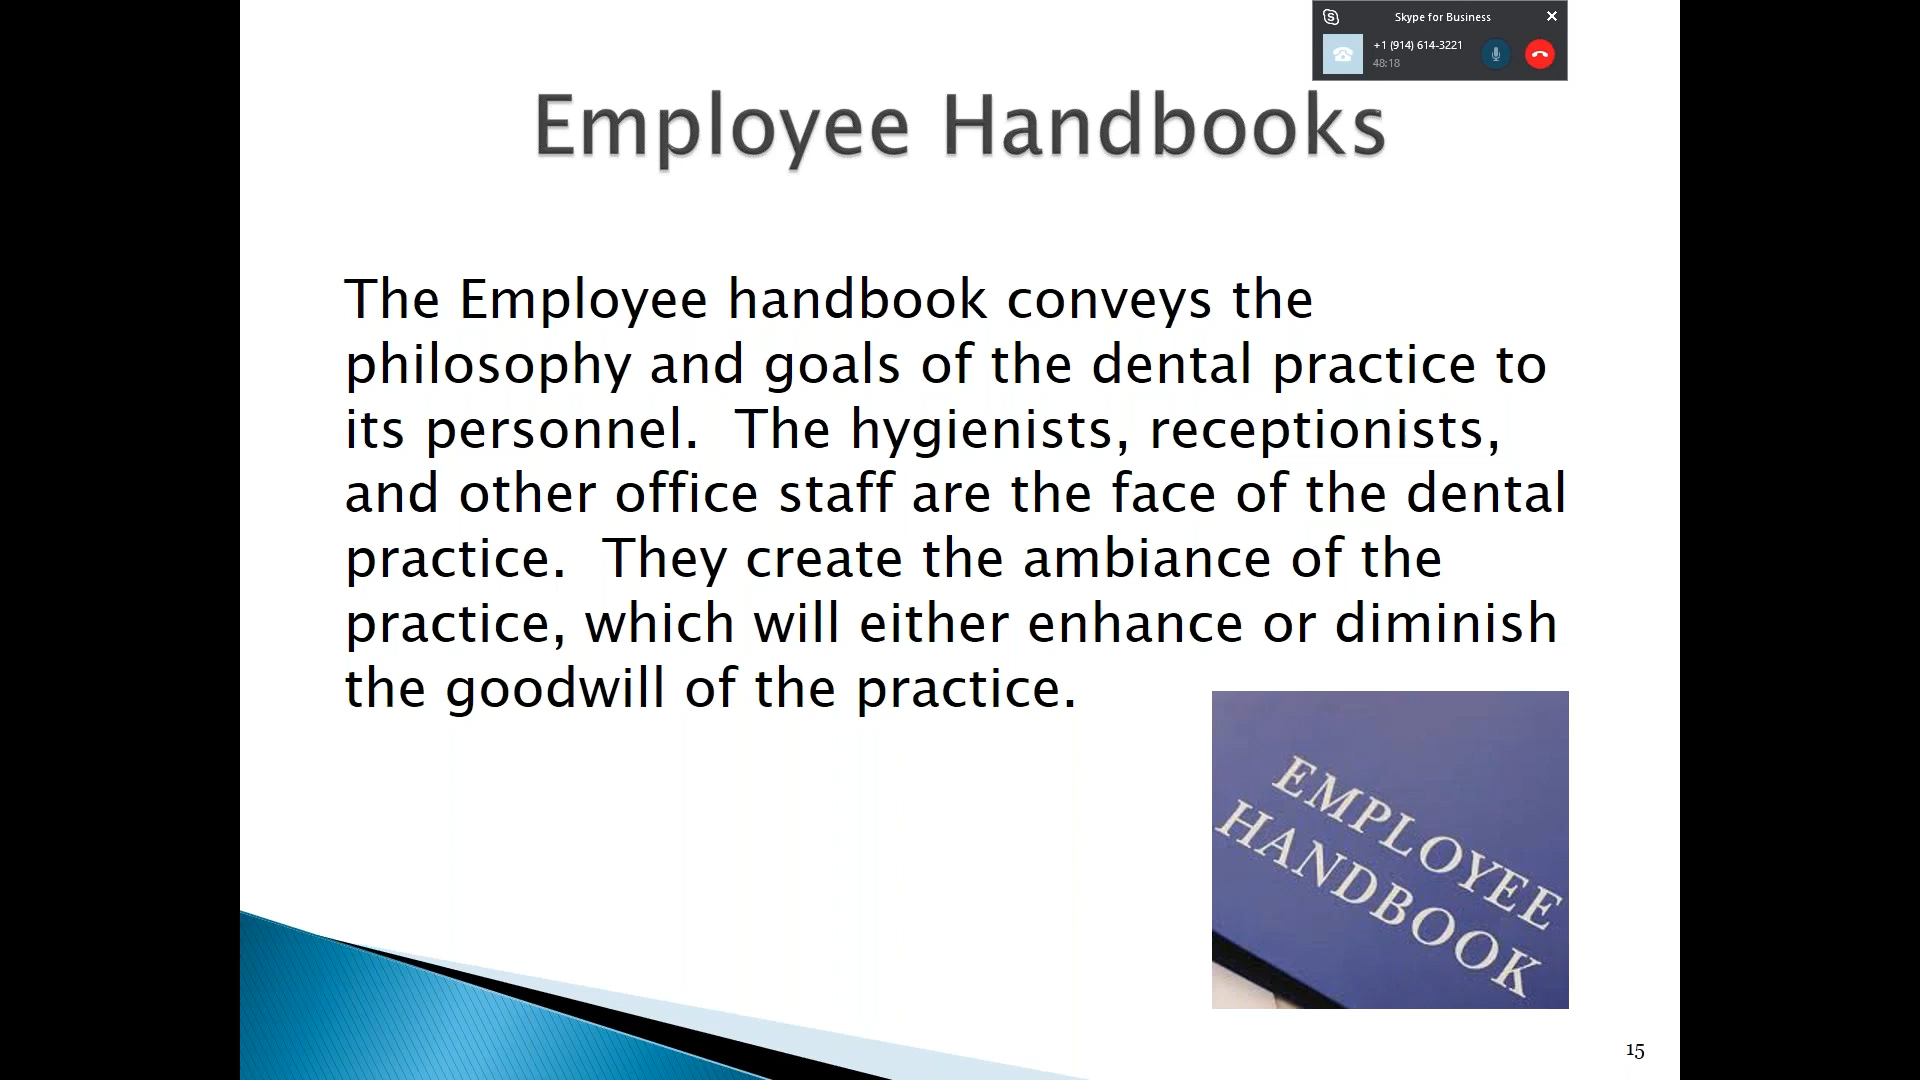 Skype for Business
+1 (914) 614-3221
48:18
Employee Handbooks
The Employee handbook conveys the
philosophy and goals of the dental practice to
its personnel.  The hygienists, receptionists,
and other office staff are the face of the dental
practice.  They create the ambiance of the
practice, which will either enhance or diminish
the goodwill of the practice.
EMPLOYEE
HANDBOOK
15